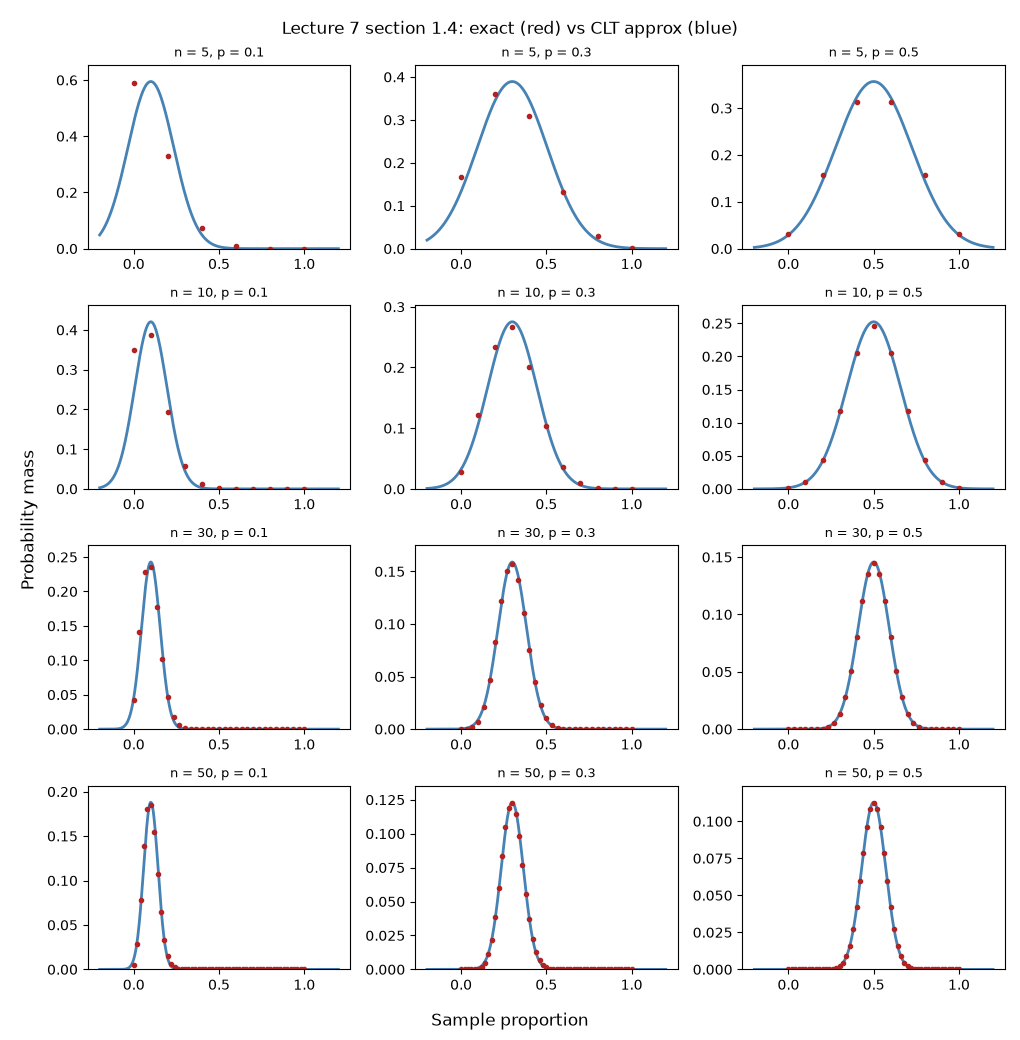 Lecture 7 section 1.4: exact (red) vs CLT approx (blue)
n = 5, p = 0.1
n = 5, p = 0.3
n = 5, p = 0.5
0.6
0.4
0.2
0.0
0.4
0.3
0.2
0.1
0.0
0.3
0.2
0.1
0.0
0.0 0.5 1.0
0.0 0.5 1.0
0.0 0.5 1.0
n = 10, p = 0.1
n = 10, p = 0.3
n = 10, p = 0.5
0.4
0.3
0.2
0.1
0.0
0.3
0.2
0.1
0.0
0.25
0.20
0.15
0.10
0.05
0.00
0.0 0.5 1.0
0.0 0.5 1.0
0.0 0.5 1.0
Probability mass
n = 30, p = 0.1
n = 30, p = 0.3
n = 30, p = 0.5
0.25
0.20
0.15
0.10
0.05
0.00
0.15
0.10
0.05
0.00
0.15
0.10
0.05
0.00
0.0 0.5 1.0
0.0 0.5 1.0
0.0 0.5 1.0
n = 50, p = 0.1
n = 50, p = 0.3
n = 50, p = 0.5
0.20
0.15
0.10
0.05
0.00
0.125
0.100
0.075
0.050
0.025
0.000
0.100
0.075
0.050
0.025
0.000
0.0 0.5 1.0
0.0 0.5 1.0
0.0 0.5 1.0
Sample proportion